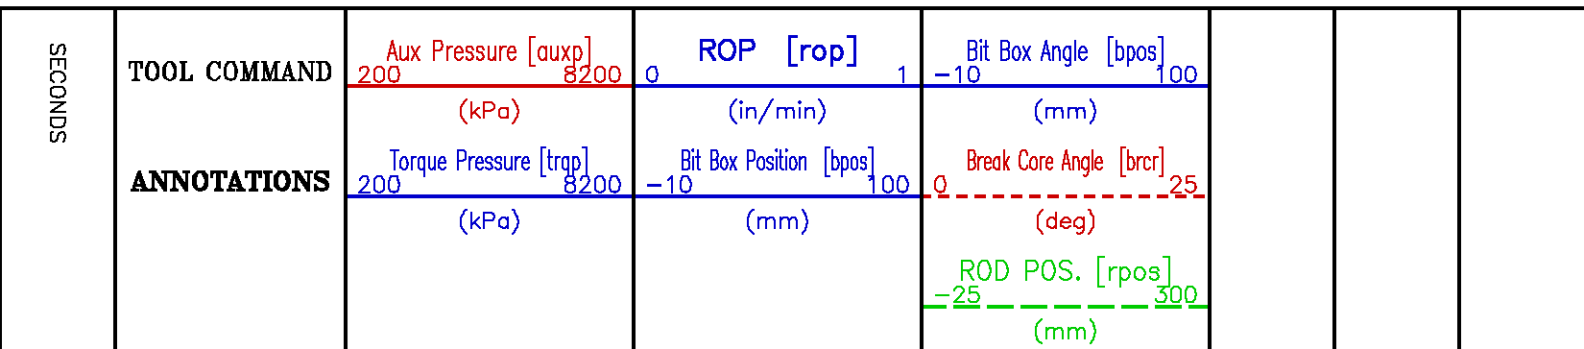 SECONDS
TOOL COMMAND
ANNOTATIONS
Aux Pressure [auxp]
200 8200
(kPa)
Torque Pressure [trqp]
200 8200
(kPa)
ROP [rop]
0 1
(in/min)
Bit Box Position [bpos]
-10 100
(mm)
Bit Box Angle [bpos]
-10 100
(mm)
Break Core Angle [brcr]
0 25
(deg)
ROD POS. [rpos]
-25 300
(mm)